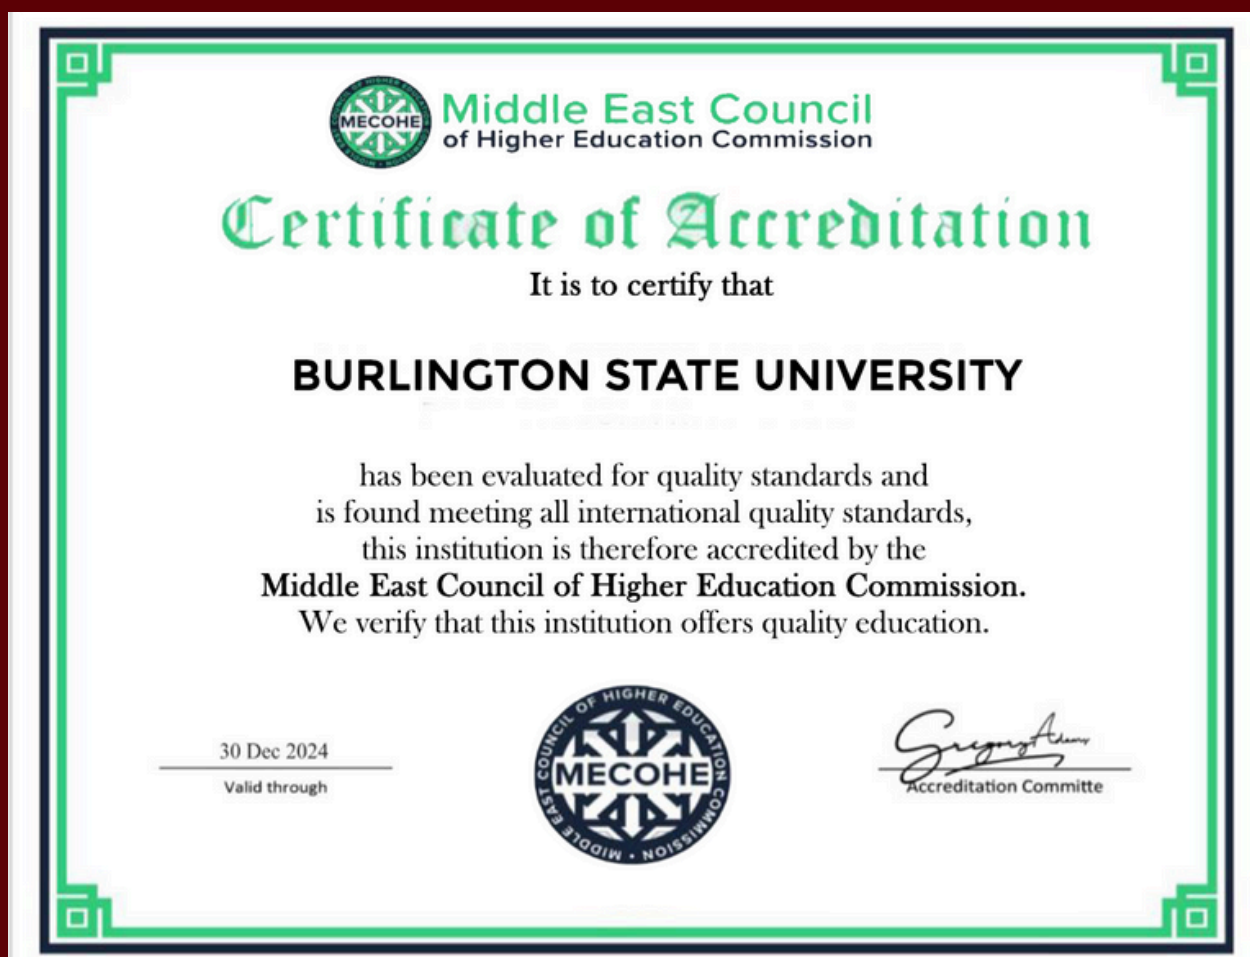 MECOHE
Middle East Council
of Higher Education Commission
Certificate of Accreditation
It is to certify that
BURLINGTON STATE UNIVERSITY
has been evaluated for quality standards and
is found meeting all international quality standards,
this institution is therefore accredited by the
Middle East Council of Higher Education Commission.
We verify that this institution offers quality education.
30 Dec 2024
Valid through
MIDDLE EAST COUNCIL OF HIGHER EDUCATION COMMISSION •
MECOHE
Gregory Adams
Accreditation Committe